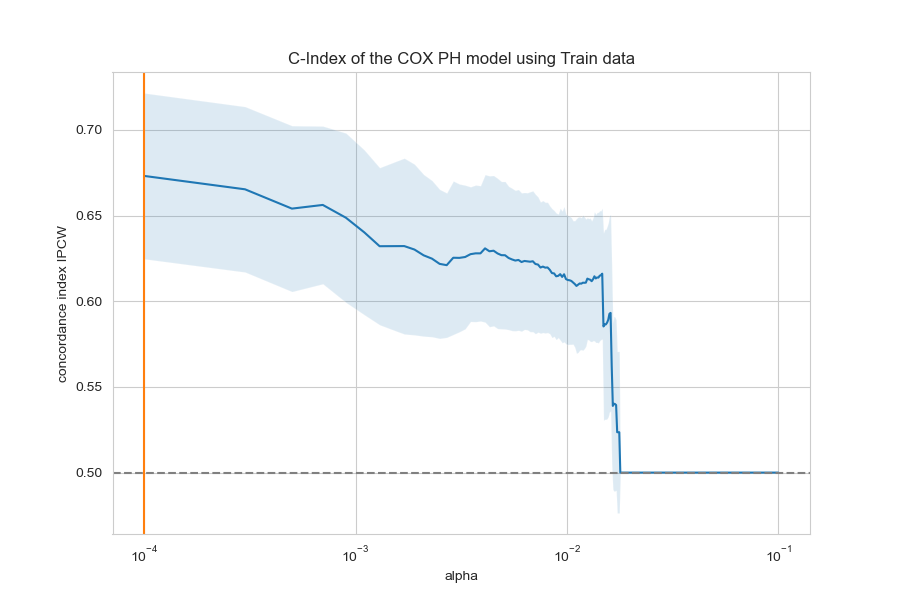 C-Index of the COX PH model using Train data
concordance index IPCW
0.70
0.65
0.60
0.55
0.50
10⁻⁴ 10⁻³ 10⁻² 10⁻¹
alpha